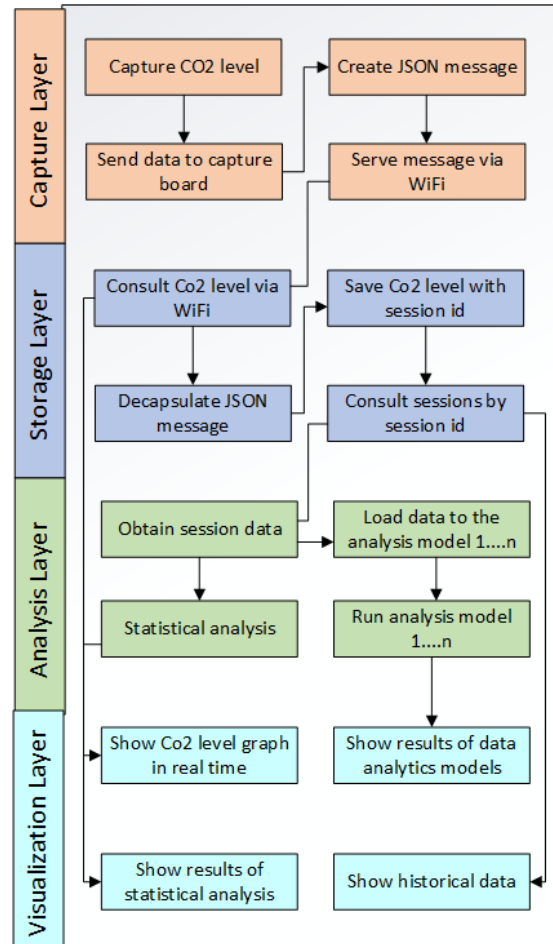 Capture Layer
Capture CO2 level
Create JSON message
Send data to capture
board
Serve message via
WiFi
Storage Layer
Consult Co2 level via
WiFi
Save Co2 level with
session id
Decapsulate JSON
message
Consult sessions by
session id
Analysis Layer
Obtain session data
Load data to the
analysis model 1....n
Statistical analysis
Run analysis model
1....n
Visualization Layer
Show Co2 level graph
in real time
Show results of data
analytics models
Show results of
statistical analysis
Show historical data